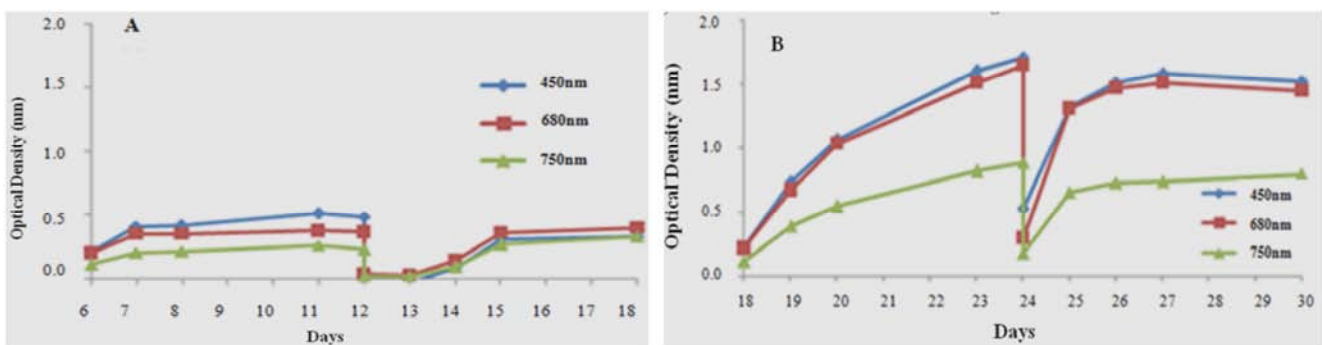 A
2.0
1.5
1.0
0.5
0.0
Optical Density (nm)
450nm
680nm
750nm
6 7 8 9 10 11 12 13 14 15 16 17 18
Days
B
2.0
1.5
1.0
0.5
0.0
Optical Density (nm)
450nm
680nm
750nm
18 19 20 21 22 23 24 25 26 27 28 29 30
Days